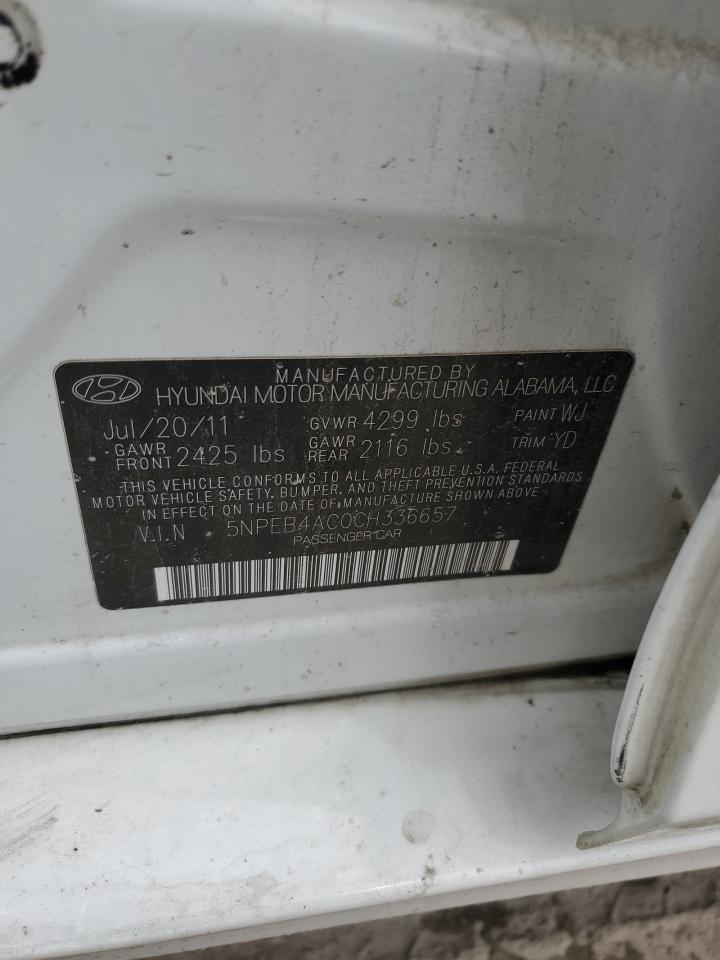 MANUFACTURED BY
HYUNDAI MOTOR MANUFACTURING ALABAMA, LLC
Jul/20/11 GVWR 4299 lbs PAINT WJ
GAWR FRONT 2425 lbs GAWR REAR 2116 lbs TRIM YD
THIS VEHICLE CONFORMS TO ALL APPLICABLE U.S.A. FEDERAL
MOTOR VEHICLE SAFETY, BUMPER, AND THEFT PREVENTION STANDARDS
IN EFFECT ON THE DATE OF MANUFACTURE SHOWN ABOVE
V.I.N 5NPEB4AC0CH336657
PASSENGER CAR